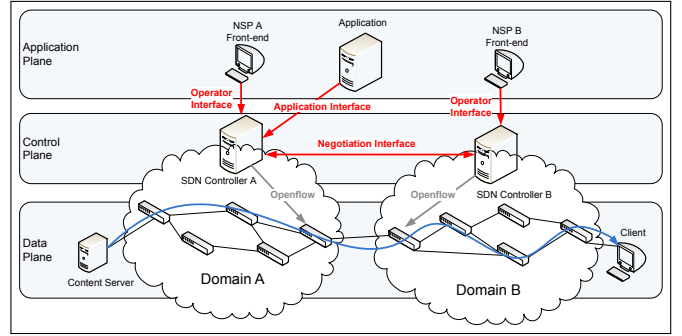 NSP A
Front-end
Application
NSP B
Front-end
Application
Plane
Operator
Interface
Application Interface
Operator
Interface
Control
Plane
Negotiation Interface
SDN Controller A
SDN Controller B
Openflow
Openflow
Data
Plane
Client
Content Server
Domain A
Domain B